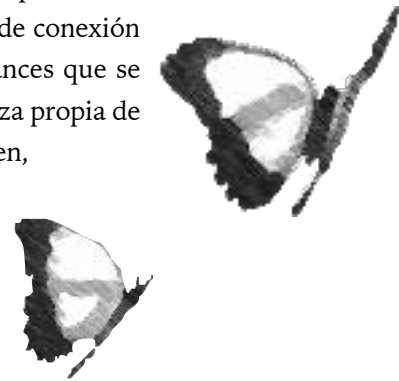 de conexión
ances que se
za propia de
en,